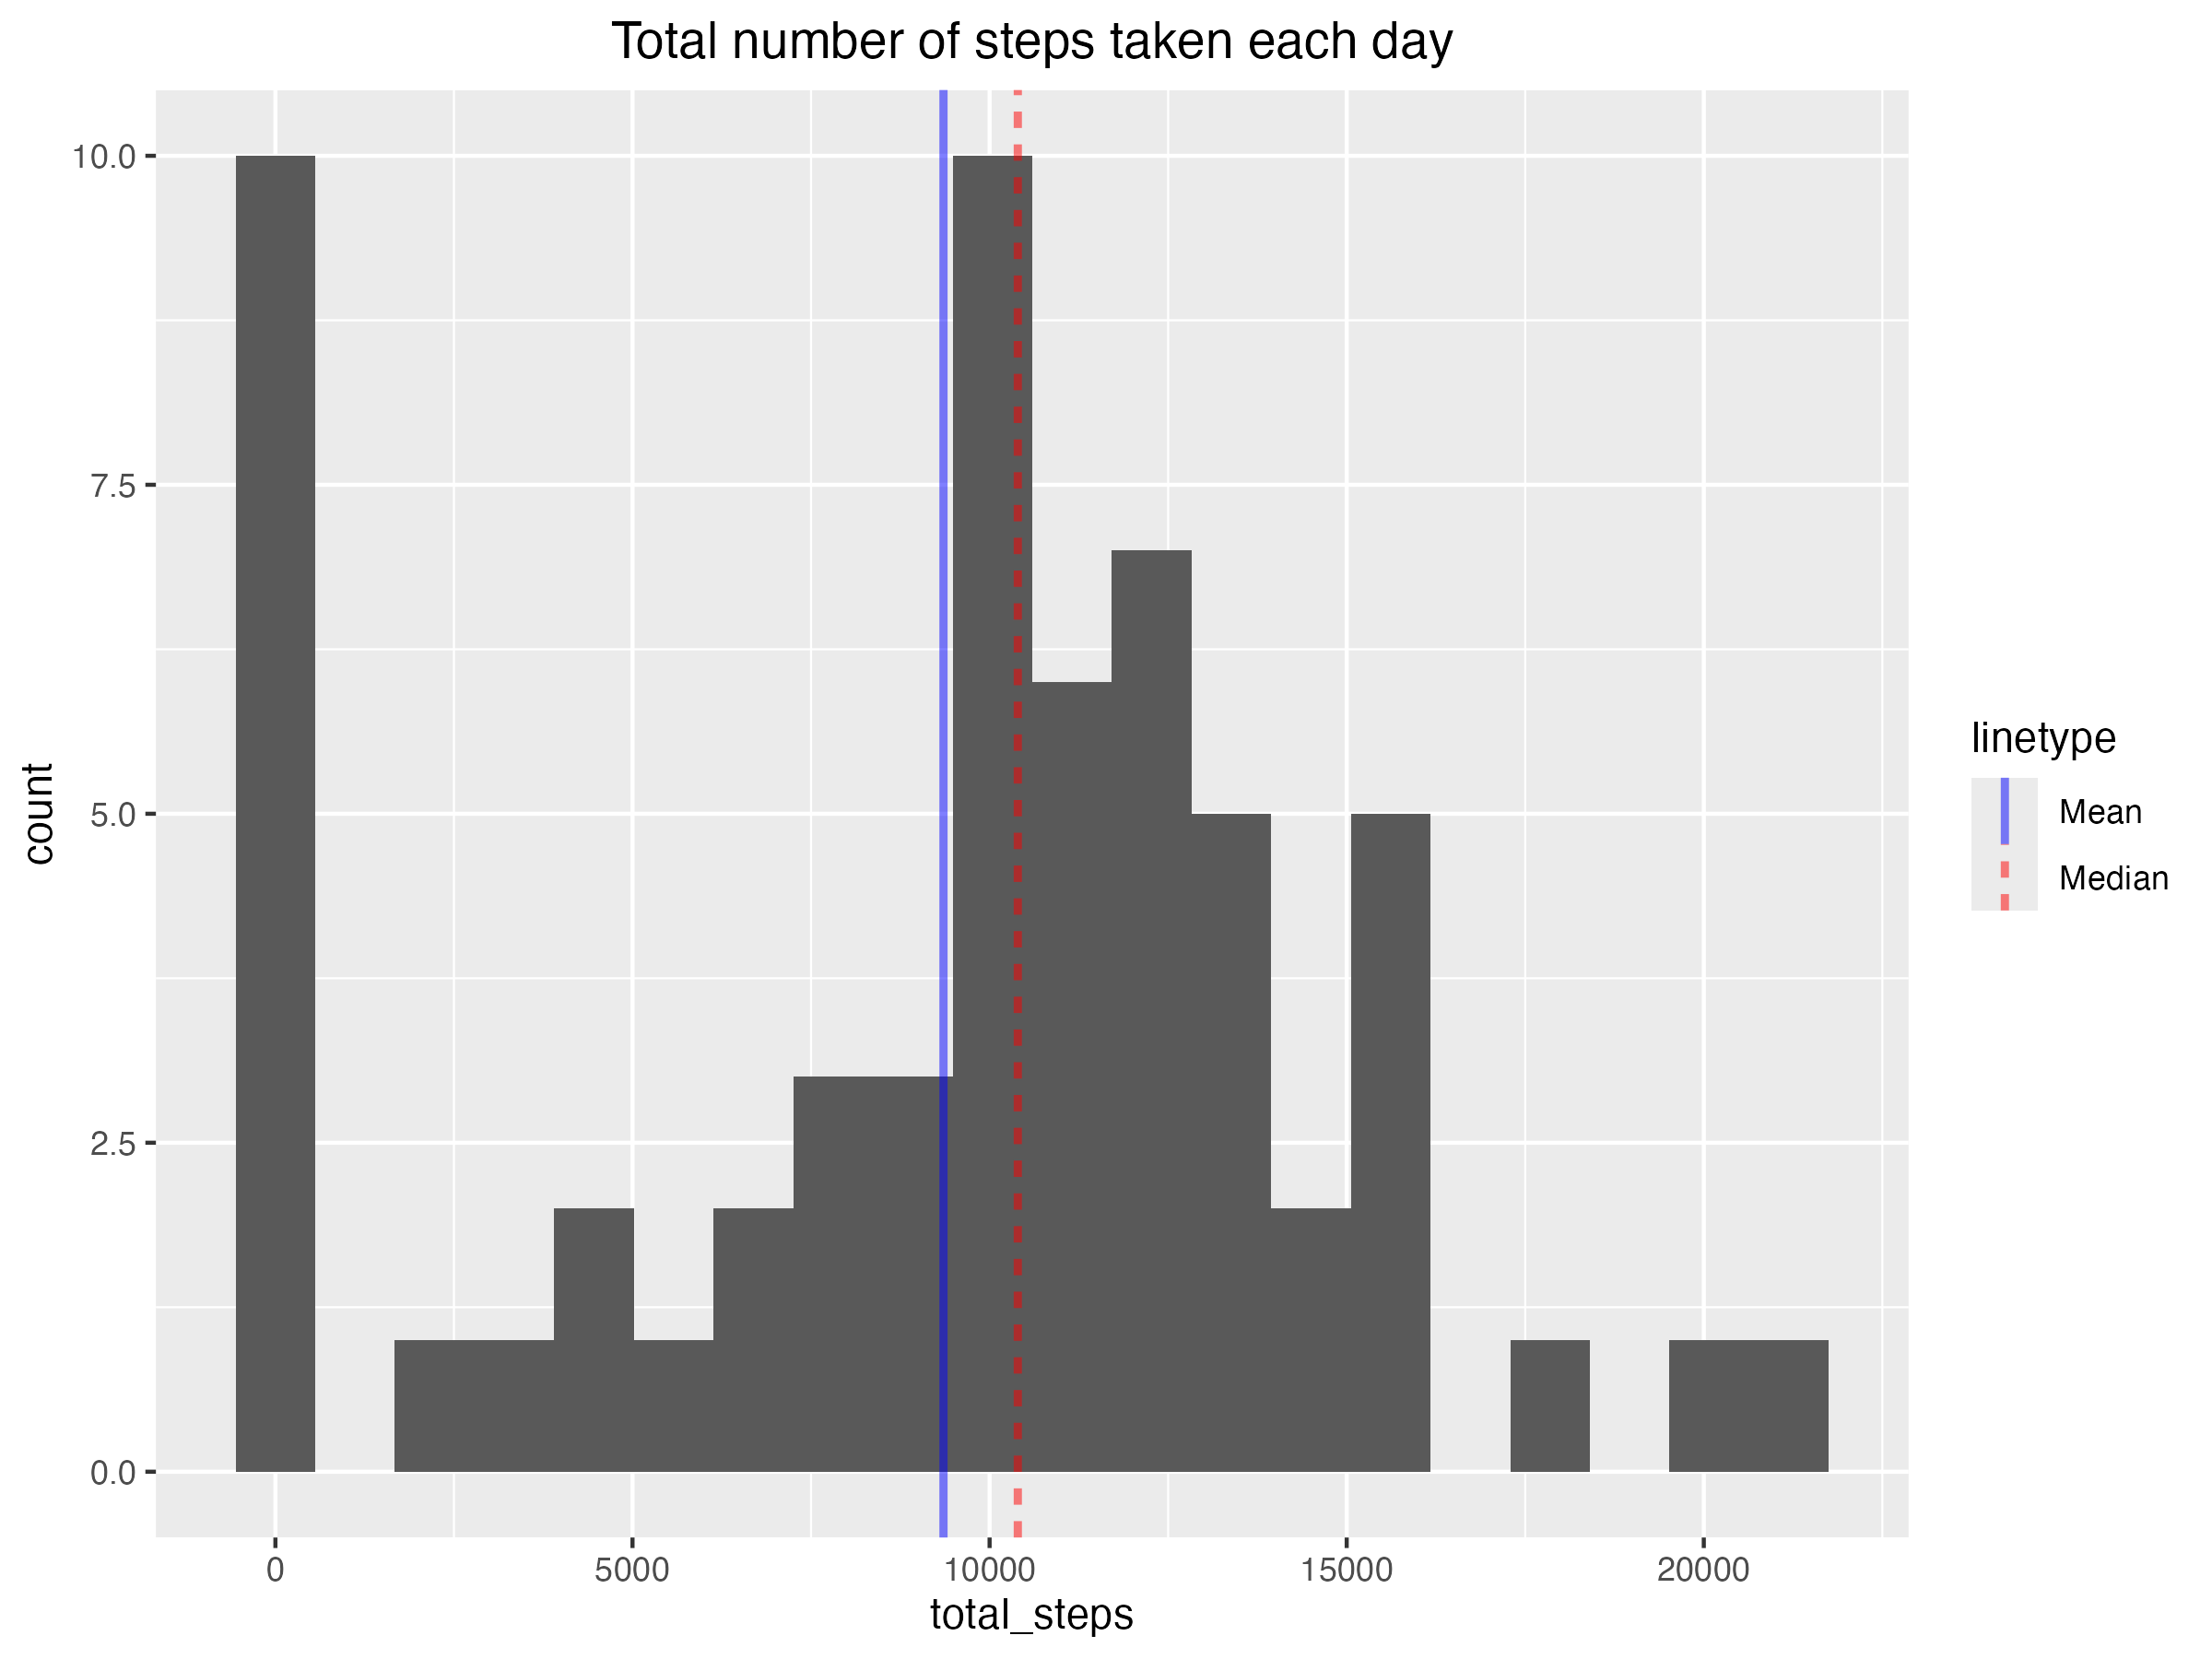 Total number of steps taken each day
10.0
7.5
5.0
2.5
0.0
count
0 5000 10000 15000 20000
total_steps
linetype
Mean
Median